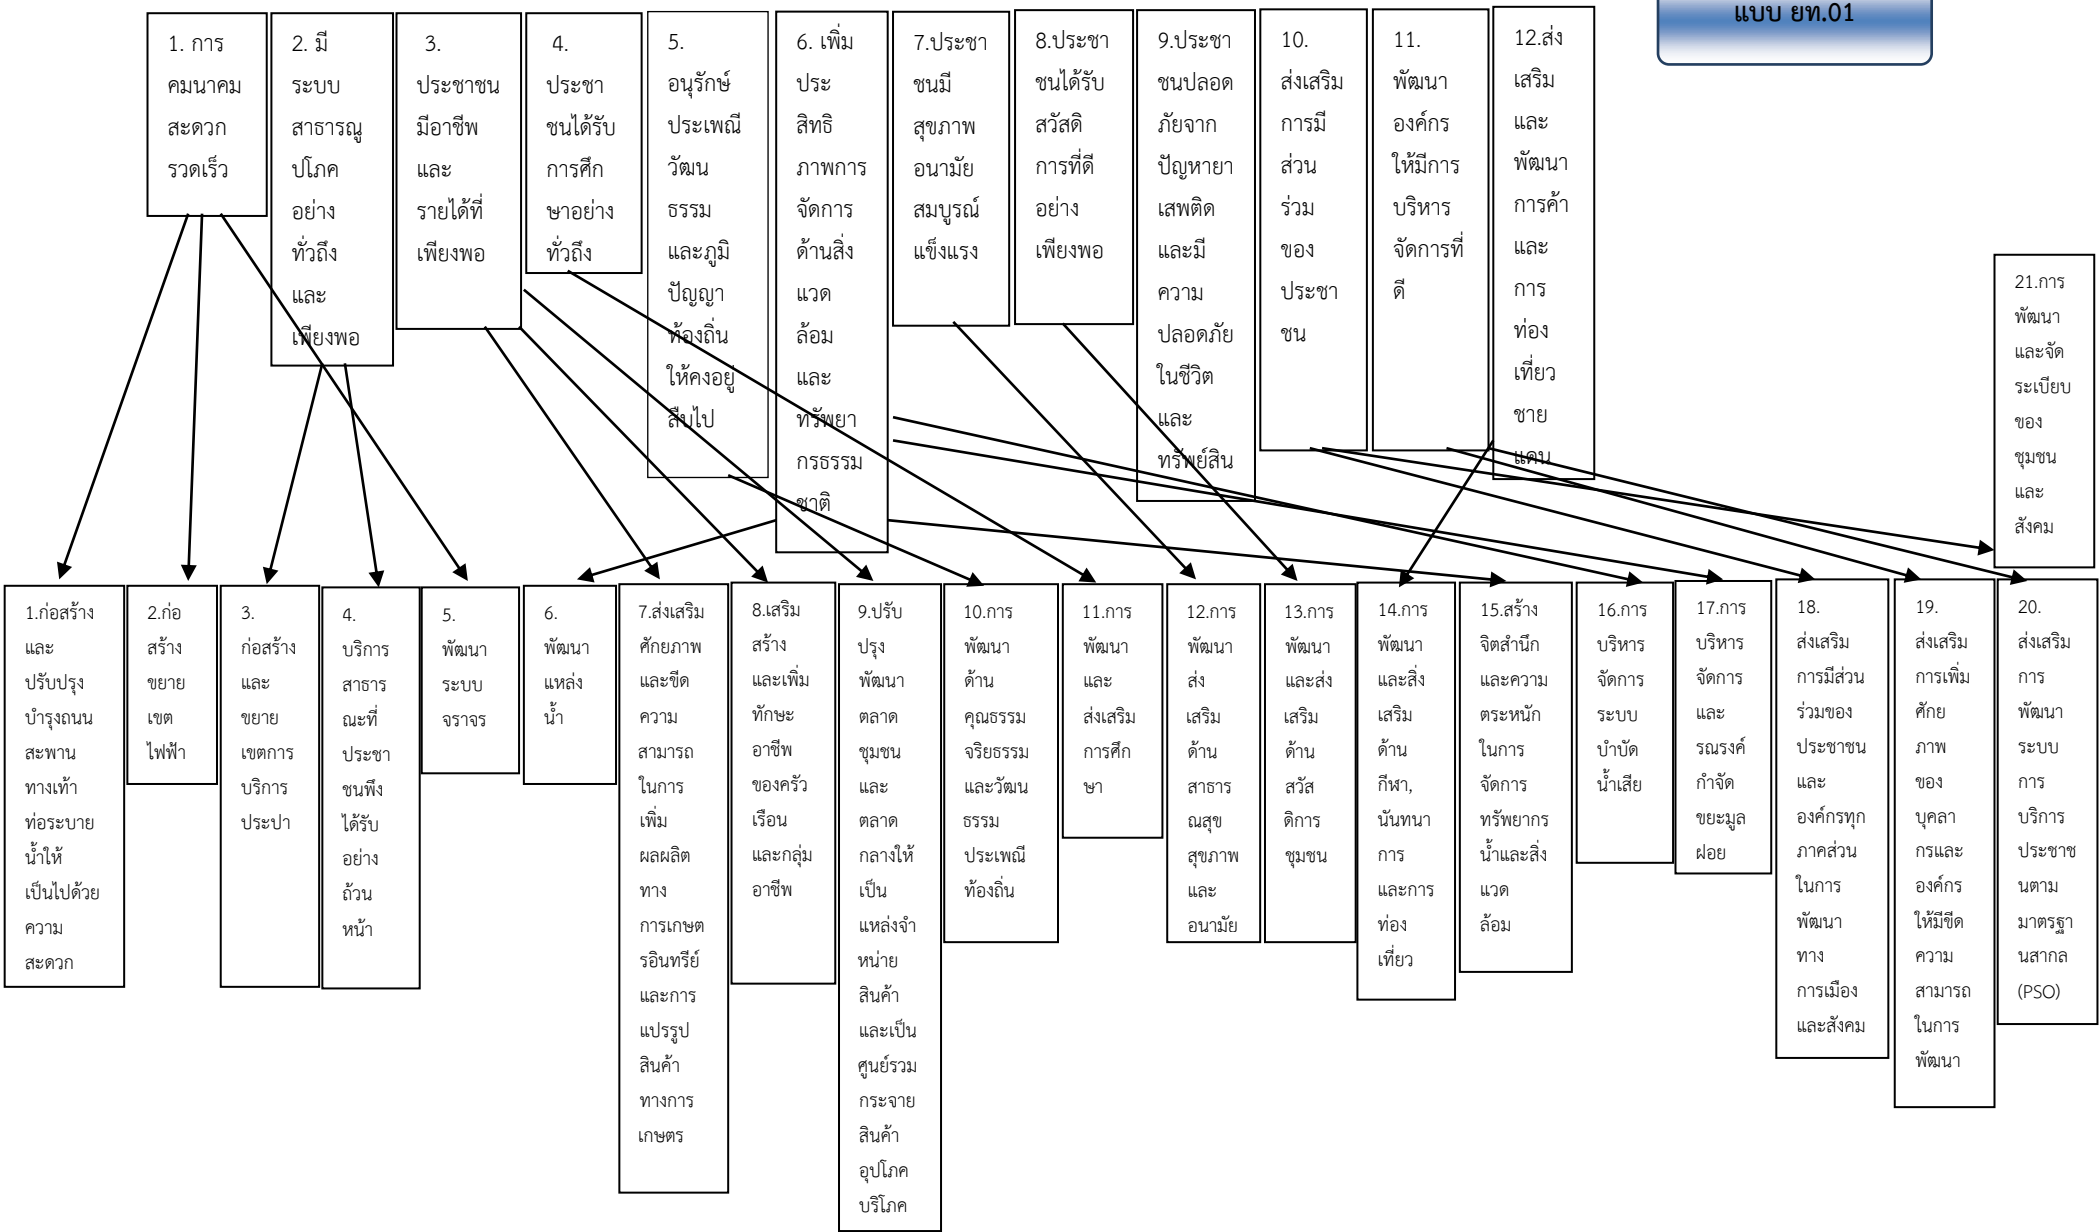 แบบ ยท.01
1. การ
คมนาคม
สะดวก
รวดเร็ว
2. มี
ระบบ
สาธารณู
ปโภค
อย่าง
ทั่วถึง
และ
เพียงพอ
3.
ประชาชน
มีอาชีพ
และ
รายได้ที่
เพียงพอ
4.
ประชา
ชนได้รับ
การศึก
ษาอย่าง
ทั่วถึง
5.
อนุรักษ์
ประเพณี
วัฒน
ธรรม
และภูมิ
ปัญญา
ท้องถิ่น
ให้คงอยู่
สืบไป
6. เพิ่ม
ประ
สิทธิ
ภาพการ
จัดการ
ด้านสิ่ง
แวด
ล้อม
และ
ทรัพยา
กรธรรม
ชาติ
7.ประชา
ชนมี
สุขภาพ
อนามัย
สมบูรณ์
แข็งแรง
8.ประชา
ชนได้รับ
สวัสดิ
การที่ดี
อย่าง
เพียงพอ
9.ประชา
ชนปลอด
ภัยจาก
ปัญหายา
เสพติด
และมี
ความ
ปลอดภัย
ในชีวิต
และ
ทรัพย์สิน
10.
ส่งเสริม
การมี
ส่วน
ร่วม
ของ
ประชา
ชน
11.
พัฒนา
องค์กร
ให้มีการ
บริหาร
จัดการที่
ดี
12.ส่ง
เสริม
และ
พัฒนา
การค้า
และ
การ
ท่อง
เที่ยว
ชาย
แดน
21.การ
พัฒนา
และจัด
ระเบียบ
ของ
ชุมชน
และ
สังคม
1.ก่อสร้าง
และ
ปรับปรุง
บำรุงถนน
สะพาน
ทางเท้า
ท่อระบาย
น้ำให้
เป็นไปด้วย
ความ
สะดวก
2.ก่อ
สร้าง
ขยาย
เขต
ไฟฟ้า
3.
ก่อสร้าง
และ
ขยาย
เขตการ
บริการ
ประปา
4.
บริการ
สาธาร
ณะที่
ประชา
ชนพึง
ได้รับ
อย่าง
ถ้วน
หน้า
5.
พัฒนา
ระบบ
จราจร
6.
พัฒนา
แหล่ง
น้ำ
7.ส่งเสริม
ศักยภาพ
และขีด
ความ
สามารถ
ในการ
เพิ่ม
ผลผลิต
ทาง
การเกษต
รอินทรีย์
และการ
แปรรูป
สินค้า
ทางการ
เกษตร
8.เสริม
สร้าง
และเพิ่ม
ทักษะ
อาชีพ
ของครัว
เรือน
และกลุ่ม
อาชีพ
9.ปรับ
ปรุง
พัฒนา
ตลาด
ชุมชน
และ
ตลาด
กลางให้
เป็น
แหล่งจำ
หน่าย
สินค้า
และเป็น
ศูนย์รวม
กระจาย
สินค้า
อุปโภค
บริโภค
10.การ
พัฒนา
ด้าน
คุณธรรม
จริยธรรม
และวัฒน
ธรรม
ประเพณี
ท้องถิ่น
11.การ
พัฒนา
และ
ส่งเสริม
การศึก
ษา
12.การ
พัฒนา
ส่ง
เสริม
ด้าน
สาธาร
ณสุข
สุขภาพ
และ
อนามัย
13.การ
พัฒนา
และส่ง
เสริม
ด้าน
สวัส
ดิการ
ชุมชน
14.การ
พัฒนา
และสิ่ง
เสริม
ด้าน
กีฬา,
นันทนา
การ
และการ
ท่อง
เที่ยว
15.สร้าง
จิตสำนึก
และความ
ตระหนัก
ในการ
จัดการ
ทรัพยากร
น้ำและสิ่ง
แวด
ล้อม
16.การ
บริหาร
จัดการ
ระบบ
บำบัด
น้ำเสีย
17.การ
บริหาร
จัดการ
และ
รณรงค์
กำจัด
ขยะมูล
ฝอย
18.
ส่งเสริม
การมีส่วน
ร่วมของ
ประชาชน
และ
องค์กรทุก
ภาคส่วน
ในการ
พัฒนา
ทาง
การเมือง
และสังคม
19.
ส่งเสริม
การเพิ่ม
ศักย
ภาพ
ของ
บุคลา
กรและ
องค์กร
ให้มีขีด
ความ
สามารถ
ในการ
พัฒนา
20.
ส่งเสริม
การ
พัฒนา
ระบบ
การ
บริการ
ประชาช
นตาม
มาตรฐา
นสากล
(PSO)